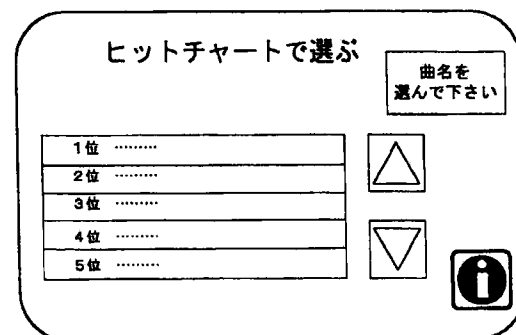 ヒットチャートで選ぶ
曲名を
選んで下さい
1位 ………
2位 ………
3位 ………
4位 ………
5位 ………
i